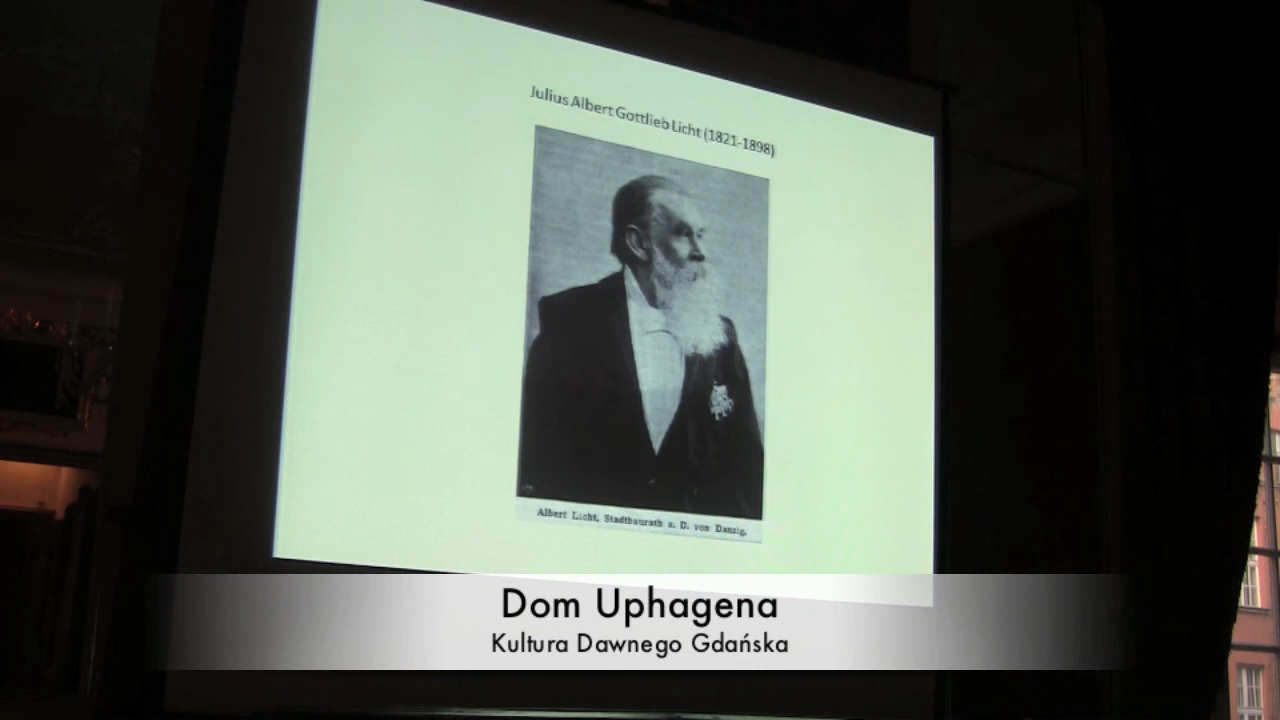 Julius Albert Gottlieb Licht (1821-1898)
Albert Licht, Stadtbaurath a. D. von Danzig.
Dom Uphagena
Kultura Dawnego Gdańska